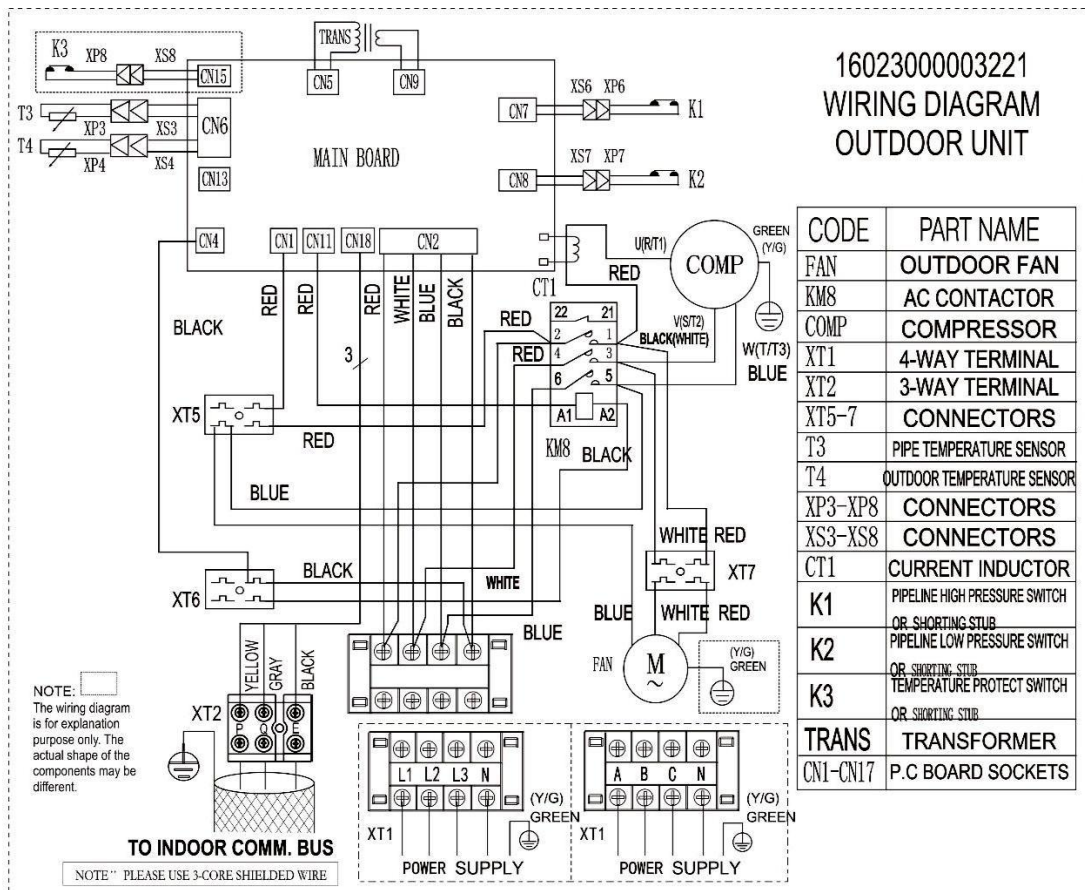 16023000003221
WIRING DIAGRAM
OUTDOOR UNIT
K3 XP8 XS8 CN15
TRANS
CN5 CN9
T3 XP3 XS3 CN6
T4 XP4 XS4
CN13
MAIN BOARD
CN7 XS6 XP6 K1
CN8 XS7 XP7 K2
CN4 CN1 CN11 CN18 CN2
CT1
U(R/T1)
RED
COMP
GREEN
(Y/G)
V(S/T2)
BLACK(WHITE)
W(T/T3)
BLUE
BLACK
RED
RED
RED
WHITE
BLUE
BLACK
3
RED
RED
22 21
2 1
4 3
6 5
A1 A2
KM8
BLACK
XT5
RED
BLUE
XT6
BLACK
WHITE
BLUE
WHITE RED
XT7
BLUE
WHITE RED
FAN
M
~
(Y/G)
GREEN
YELLOW
GRAY
BLACK
XT2
P Q E
TO INDOOR COMM. BUS
NOTE¨ PLEASE USE 3-CORE SHIELDED WIRE
NOTE:
The wiring diagram
is for explanation
purpose only. The
actual shape of the
components may be
different.
L1 L2 L3 N
XT1
(Y/G)
GREEN
POWER SUPPLY
A B C N
XT1
(Y/G)
GREEN
POWER SUPPLY
CODE PART NAME
FAN OUTDOOR FAN
KM8 AC CONTACTOR
COMP COMPRESSOR
XT1 4-WAY TERMINAL
XT2 3-WAY TERMINAL
XT5-7 CONNECTORS
T3 PIPE TEMPERATURE SENSOR
T4 OUTDOOR TEMPERATURE SENSOR
XP3-XP8 CONNECTORS
XS3-XS8 CONNECTORS
CT1 CURRENT INDUCTOR
K1 PIPELINE HIGH PRESSURE SWITCH
OR SHORTING STUB
K2 PIPELINE LOW PRESSURE SWITCH
OR SHORTING STUB
K3 TEMPERATURE PROTECT SWITCH
OR SHORTING STUB
TRANS TRANSFORMER
CN1-CN17 P.C BOARD SOCKETS